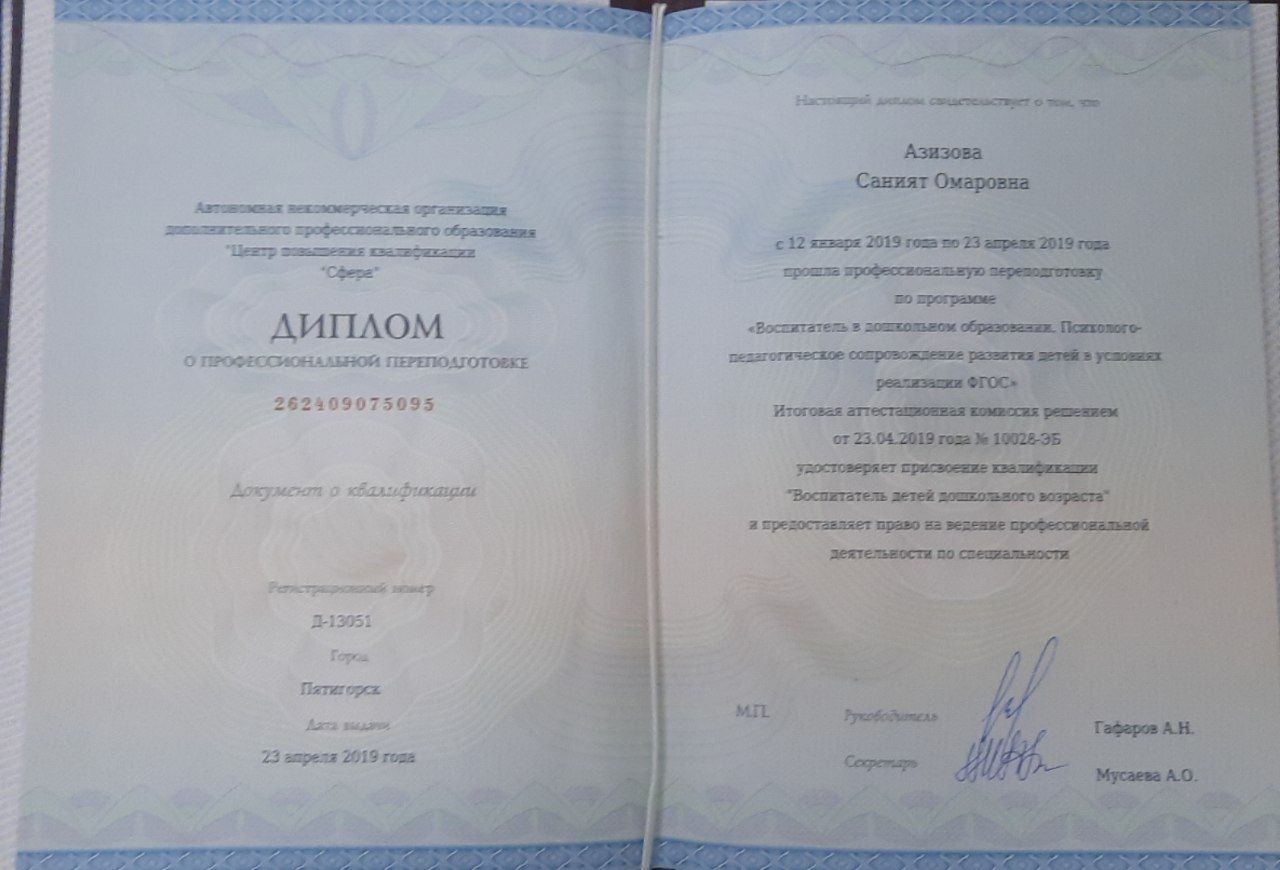 Автономная некоммерческая организация
дополнительного профессионального образования
"Центр повышения квалификации
"Сфера"
ДИПЛОМ
О ПРОФЕССИОНАЛЬНОЙ ПЕРЕПОДГОТОВКЕ
262409075095
Документ о квалификации
Регистрационный номер
Д-13051
Город
Пятигорск
Дата выдачи
23 апреля 2019 года
Настоящий диплом свидетельствует о том, что
Азизова
Саният Омаровна
с 12 января 2019 года по 23 апреля 2019 года
прошла профессиональную переподготовку
по программе
«Воспитатель в дошкольном образовании. Психолого-
педагогическое сопровождение развития детей в условиях
реализации ФГОС»
Итоговая аттестационная комиссия решением
от 23.04.2019 года № 10028-ЭБ
удостоверяет присвоение квалификации
"Воспитатель детей дошкольного возраста"
и предоставляет право на ведение профессиональной
деятельности по специальности
М.П.
Руководитель
Гафаров А.Н.
Секретарь
Мусаева А.О.